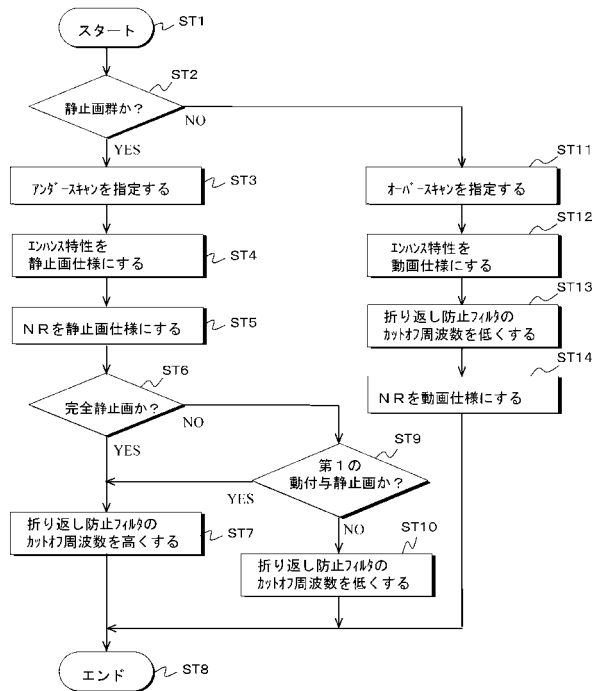 スタート
ST1
ST2
静止画群か？
NO
YES
ST3
ｱﾝﾀﾞｰｽｷｬﾝを指定する
ST4
ｴﾝﾊﾝｽ特性を
静止画仕様にする
ST5
ＮＲを静止画仕様にする
ST6
完全静止画か？
NO
YES
ST9
第１の
動付与静止画か？
YES
NO
ST7
折り返し防止ﾌｨﾙﾀの
ｶｯﾄｵﾌ周波数を高くする
ST10
折り返し防止ﾌｨﾙﾀの
ｶｯﾄｵﾌ周波数を低くする
ST11
ｵｰﾊﾞｰｽｷｬﾝを指定する
ST12
ｴﾝﾊﾝｽ特性を
動画仕様にする
ST13
折り返し防止ﾌｨﾙﾀの
ｶｯﾄｵﾌ周波数を低くする
ST14
ＮＲを動画仕様にする
エンド
ST8